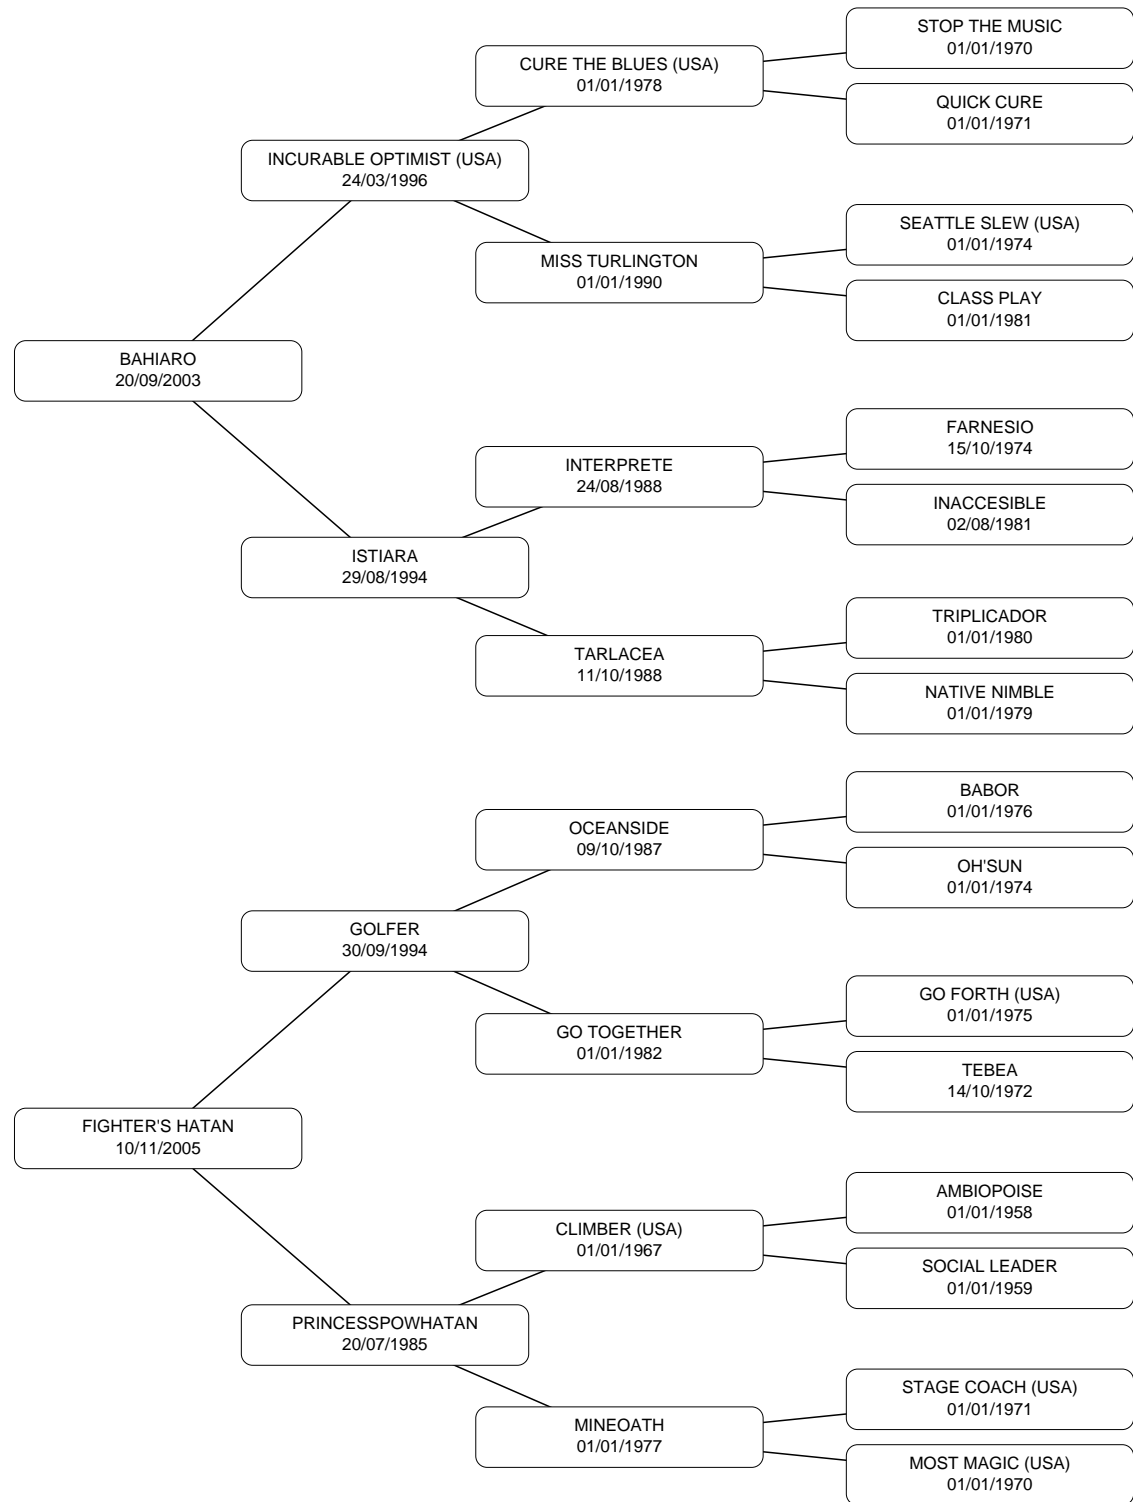 STOP THE MUSIC
01/01/1970
CURE THE BLUES (USA)
01/01/1978
QUICK CURE
01/01/1971
INCURABLE OPTIMIST (USA)
24/03/1996
SEATTLE SLEW (USA)
01/01/1974
MISS TURLINGTON
01/01/1990
CLASS PLAY
01/01/1981
BAHIARO
20/09/2003
FARNESIO
15/10/1974
INTERPRETE
24/08/1988
INACCESIBLE
02/08/1981
ISTIARA
29/08/1994
TRIPLICADOR
01/01/1980
TARLACEA
11/10/1988
NATIVE NIMBLE
01/01/1979
BABOR
01/01/1976
OCEANSIDE
09/10/1987
OH'SUN
01/01/1974
GOLFER
30/09/1994
GO FORTH (USA)
01/01/1975
GO TOGETHER
01/01/1982
TEBEA
14/10/1972
FIGHTER'S HATAN
10/11/2005
AMBIOPOISE
01/01/1958
CLIMBER (USA)
01/01/1967
SOCIAL LEADER
01/01/1959
PRINCESSPOWHATAN
20/07/1985
STAGE COACH (USA)
01/01/1971
MINEOATH
01/01/1977
MOST MAGIC (USA)
01/01/1970